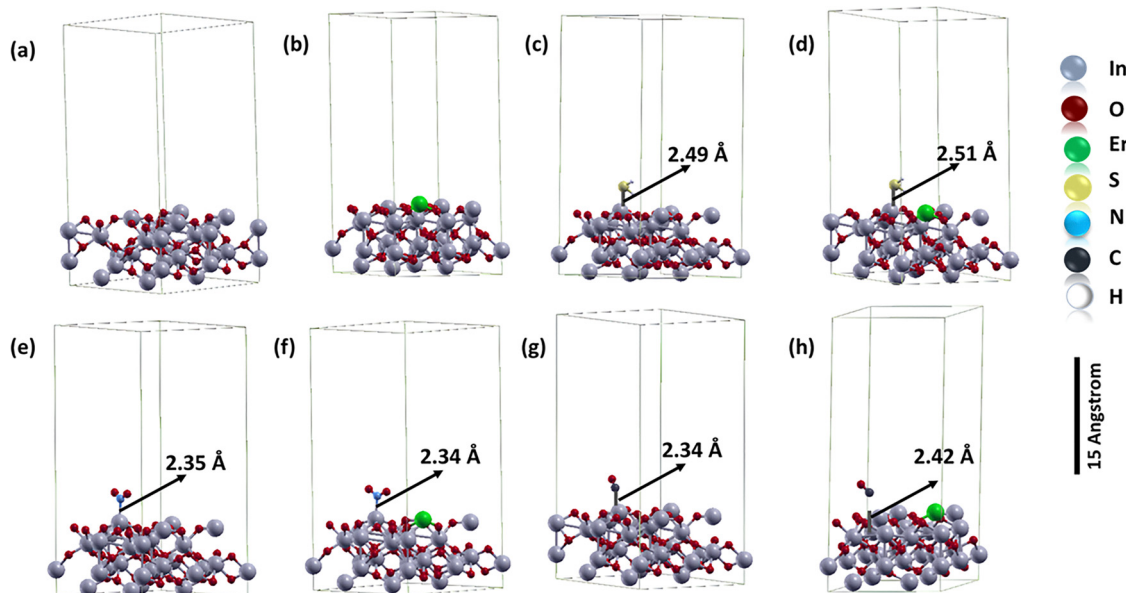 (a)
(b)
(c)
(d)
2.49 Å
2.51 Å
In
O
Er
S
N
C
H
(e)
(f)
(g)
(h)
2.35 Å
2.34 Å
2.34 Å
2.42 Å
15 Angstrom